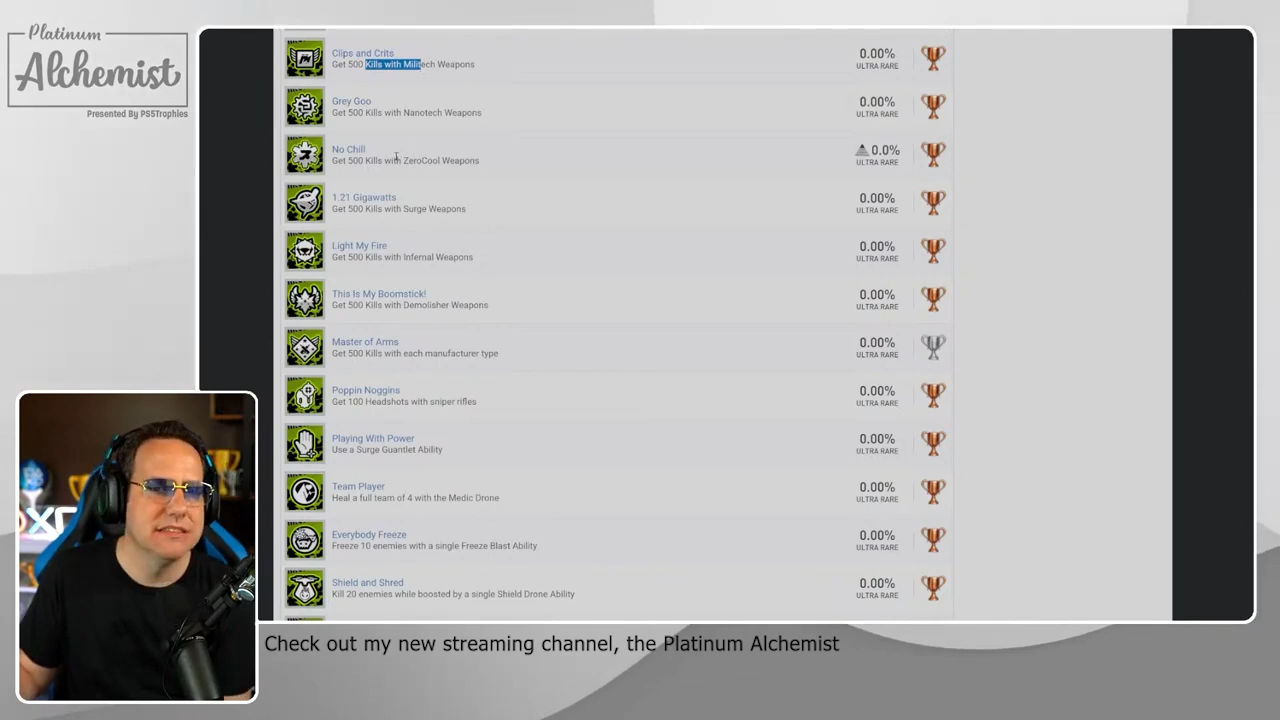 Platinum
Alchemist
Presented By PS5Trophies
Clips and Crits
Get 500 Kills with Militech Weapons
0.00%
ULTRA RARE
Grey Goo
Get 500 Kills with Nanotech Weapons
0.00%
ULTRA RARE
No Chill
Get 500 Kills with ZeroCool Weapons
0.0%
ULTRA RARE
1.21 Gigawatts
Get 500 Kills with Surge Weapons
0.00%
ULTRA RARE
Light My Fire
Get 500 Kills with Infernal Weapons
0.00%
ULTRA RARE
This Is My Boomstick!
Get 500 Kills with Demolisher Weapons
0.00%
ULTRA RARE
Master of Arms
Get 500 Kills with each manufacturer type
0.00%
ULTRA RARE
Poppin Noggins
Get 100 Headshots with sniper rifles
0.00%
ULTRA RARE
Playing With Power
Use a Surge Guantlet Ability
0.00%
ULTRA RARE
Team Player
Heal a full team of 4 with the Medic Drone
0.00%
ULTRA RARE
Everybody Freeze
Freeze 10 enemies with a single Freeze Blast Ability
0.00%
ULTRA RARE
Shield and Shred
Kill 20 enemies while boosted by a single Shield Drone Ability
0.00%
ULTRA RARE
Check out my new streaming channel, the Platinum Alchemist